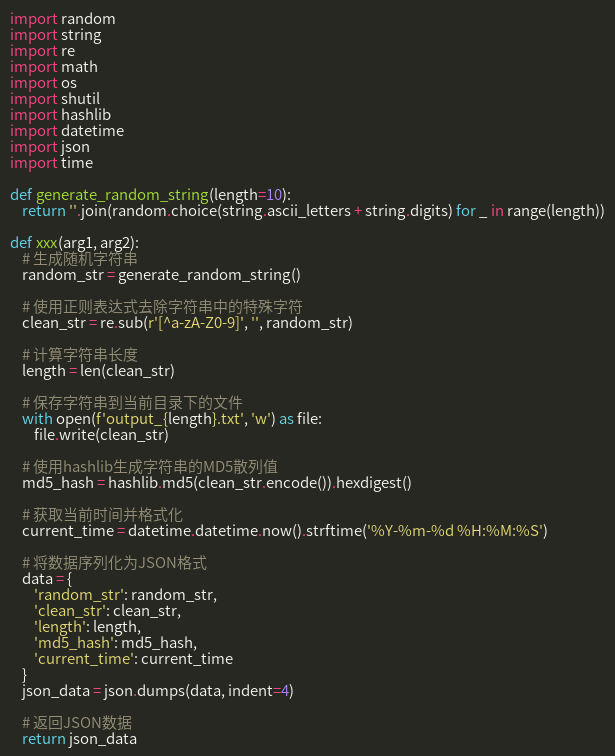 import random
import string
import re
import math
import os
import shutil
import hashlib
import datetime
import json
import time

def generate_random_string(length=10):
    return ''.join(random.choice(string.ascii_letters + string.digits) for _ in range(length))

def xxx(arg1, arg2):
    # 生成随机字符串
    random_str = generate_random_string()

    # 使用正则表达式去除字符串中的特殊字符
    clean_str = re.sub(r'[^a-zA-Z0-9]', '', random_str)

    # 计算字符串长度
    length = len(clean_str)

    # 保存字符串到当前目录下的文件
    with open(f'output_{length}.txt', 'w') as file:
        file.write(clean_str)

    # 使用hashlib生成字符串的MD5散列值
    md5_hash = hashlib.md5(clean_str.encode()).hexdigest()

    # 获取当前时间并格式化
    current_time = datetime.datetime.now().strftime('%Y-%m-%d %H:%M:%S')

    # 将数据序列化为JSON格式
    data = {
        'random_str': random_str,
        'clean_str': clean_str,
        'length': length,
        'md5_hash': md5_hash,
        'current_time': current_time
    }
    json_data = json.dumps(data, indent=4)

    # 返回JSON数据
    return json_data